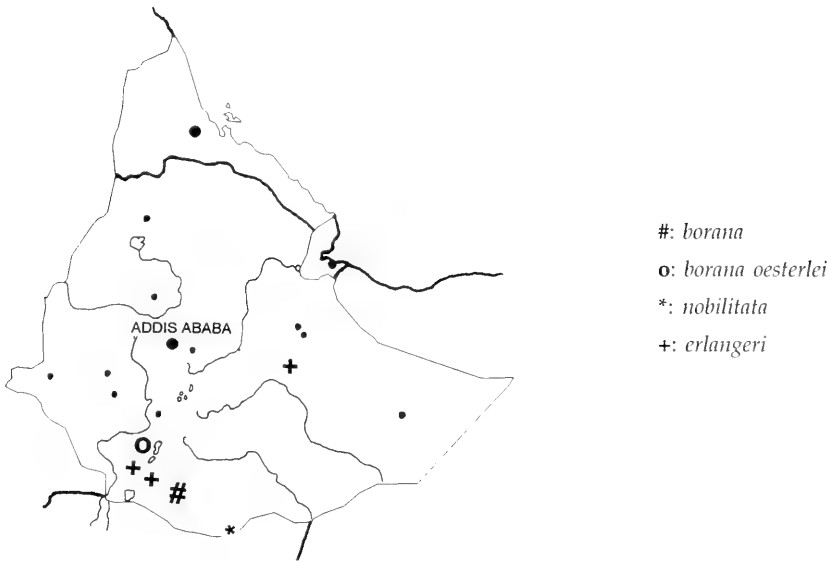 ADDIS ABABA
#: borana
o: borana oesterlei
*: nobilitata
+: erlangeri
+
o
+
+
#
*